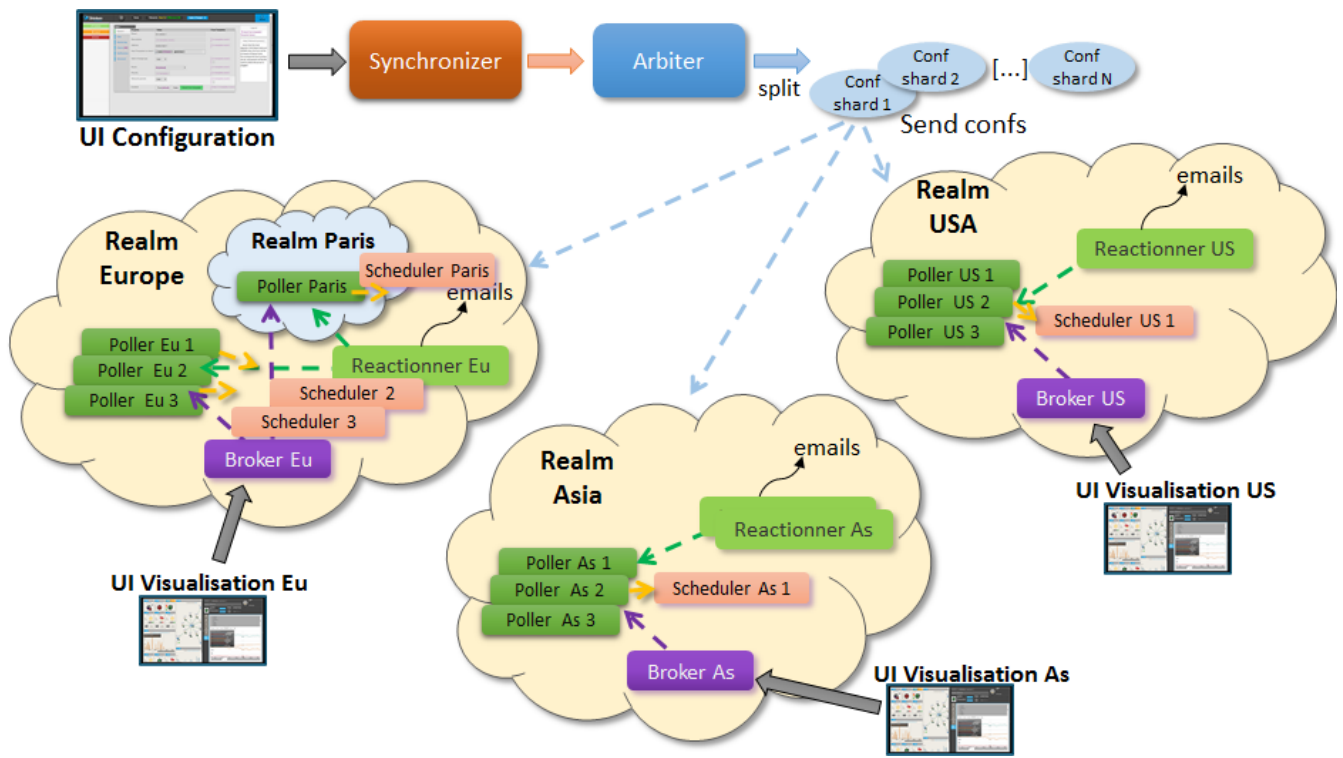 Synchronizer
Arbiter
split
Conf
shard 1
Conf
shard 2
[...]
Conf
shard N
UI Configuration
Send confs
Realm
Europe
Realm Paris
Scheduler Paris
Poller Paris
emails
Poller Eu 1
Poller Eu 2
Poller Eu 3
Reactionner Eu
Scheduler 2
Scheduler 3
Broker Eu
UI Visualisation Eu
Realm
Asia
emails
Reactionner As
Poller As 1
Poller As 2
Poller As 3
Scheduler As 1
Broker As
UI Visualisation As
Realm
USA
emails
Reactionner US
Poller US 1
Poller US 2
Poller US 3
Scheduler US 1
Broker US
UI Visualisation US